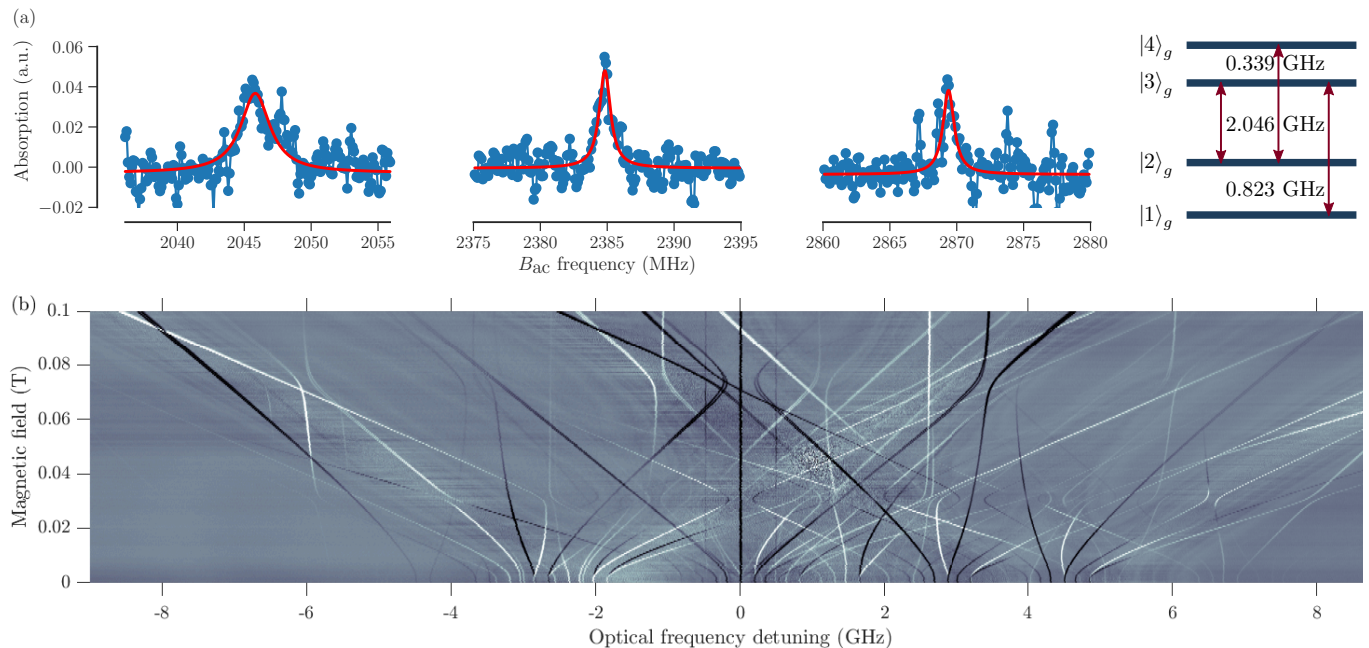 (a)
Absorption (a.u.)
0.06
0.04
0.02
0.00
−0.02
2040 2045 2050 2055
2375 2380 2385 2390 2395
2860 2865 2870 2875 2880
B_ac frequency (MHz)
|4⟩_g
0.339 GHz
|3⟩_g
2.046 GHz
|2⟩_g
0.823 GHz
|1⟩_g
(b)
Magnetic field (T)
0.1
0.08
0.06
0.04
0.02
0
-8 -6 -4 -2 0 2 4 6 8
Optical frequency detuning (GHz)